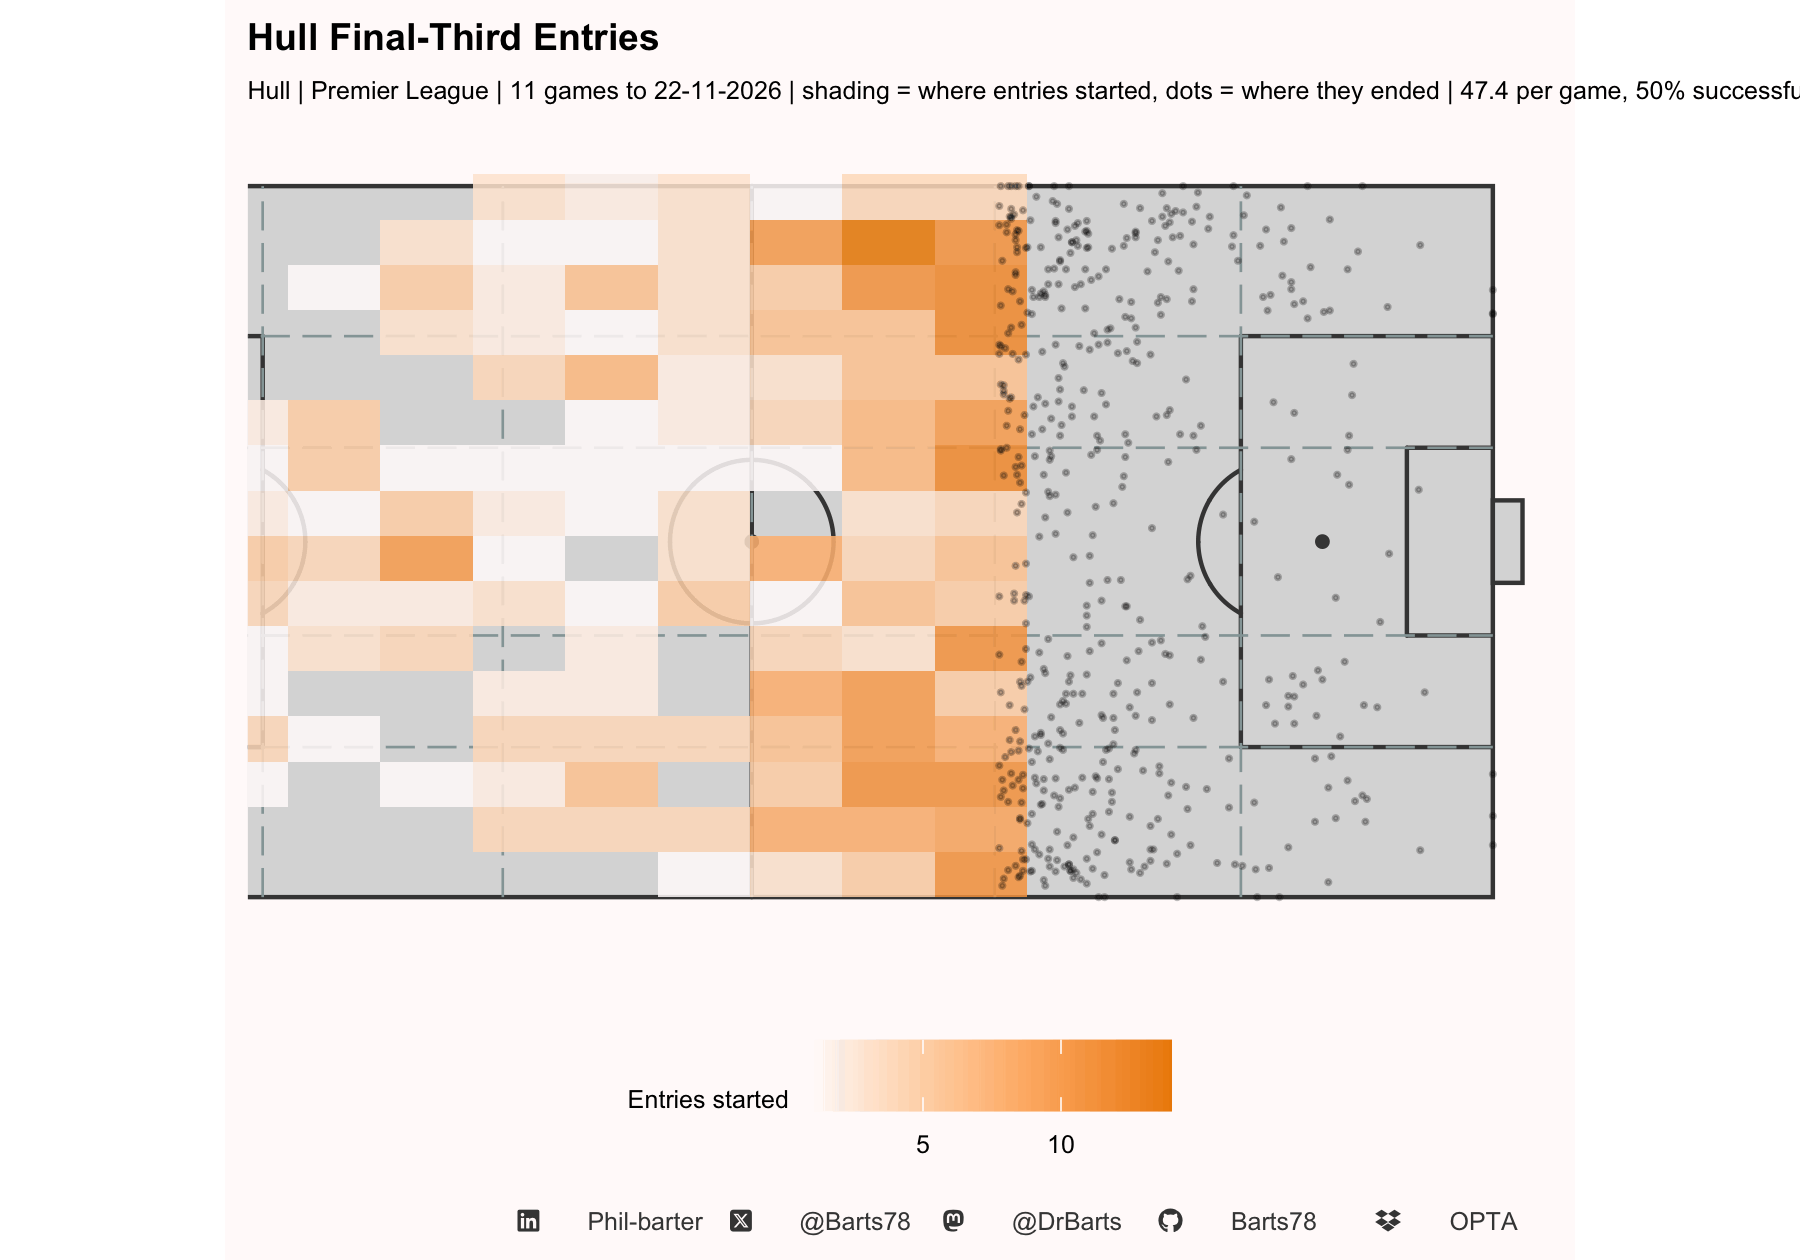 Hull Final-Third Entries
Hull | Premier League | 11 games to 22-11-2026 | shading = where entries started, dots = where they ended | 47.4 per game, 50% successfu
Entries started
5 10
Phil-barter @Barts78 @DrBarts Barts78 OPTA